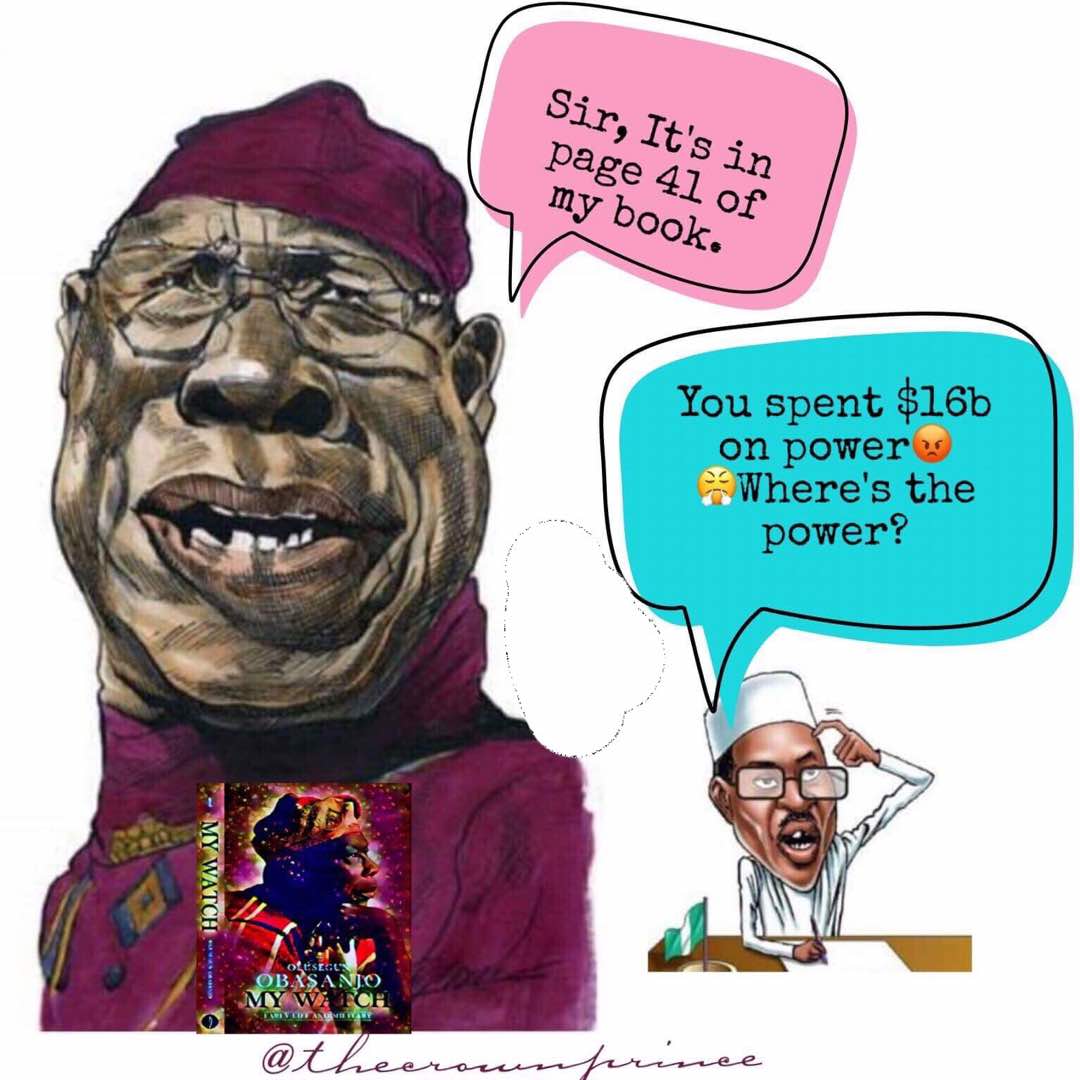 Sir, It's in
page 41 of
my book.
You spent $16b
on power😡
😤Where's the
power?
MY WATCH
OLUSEGUN
OBASANJO
MY WATCH
EARLY LIFE AND MILITARY
@thecrownprince